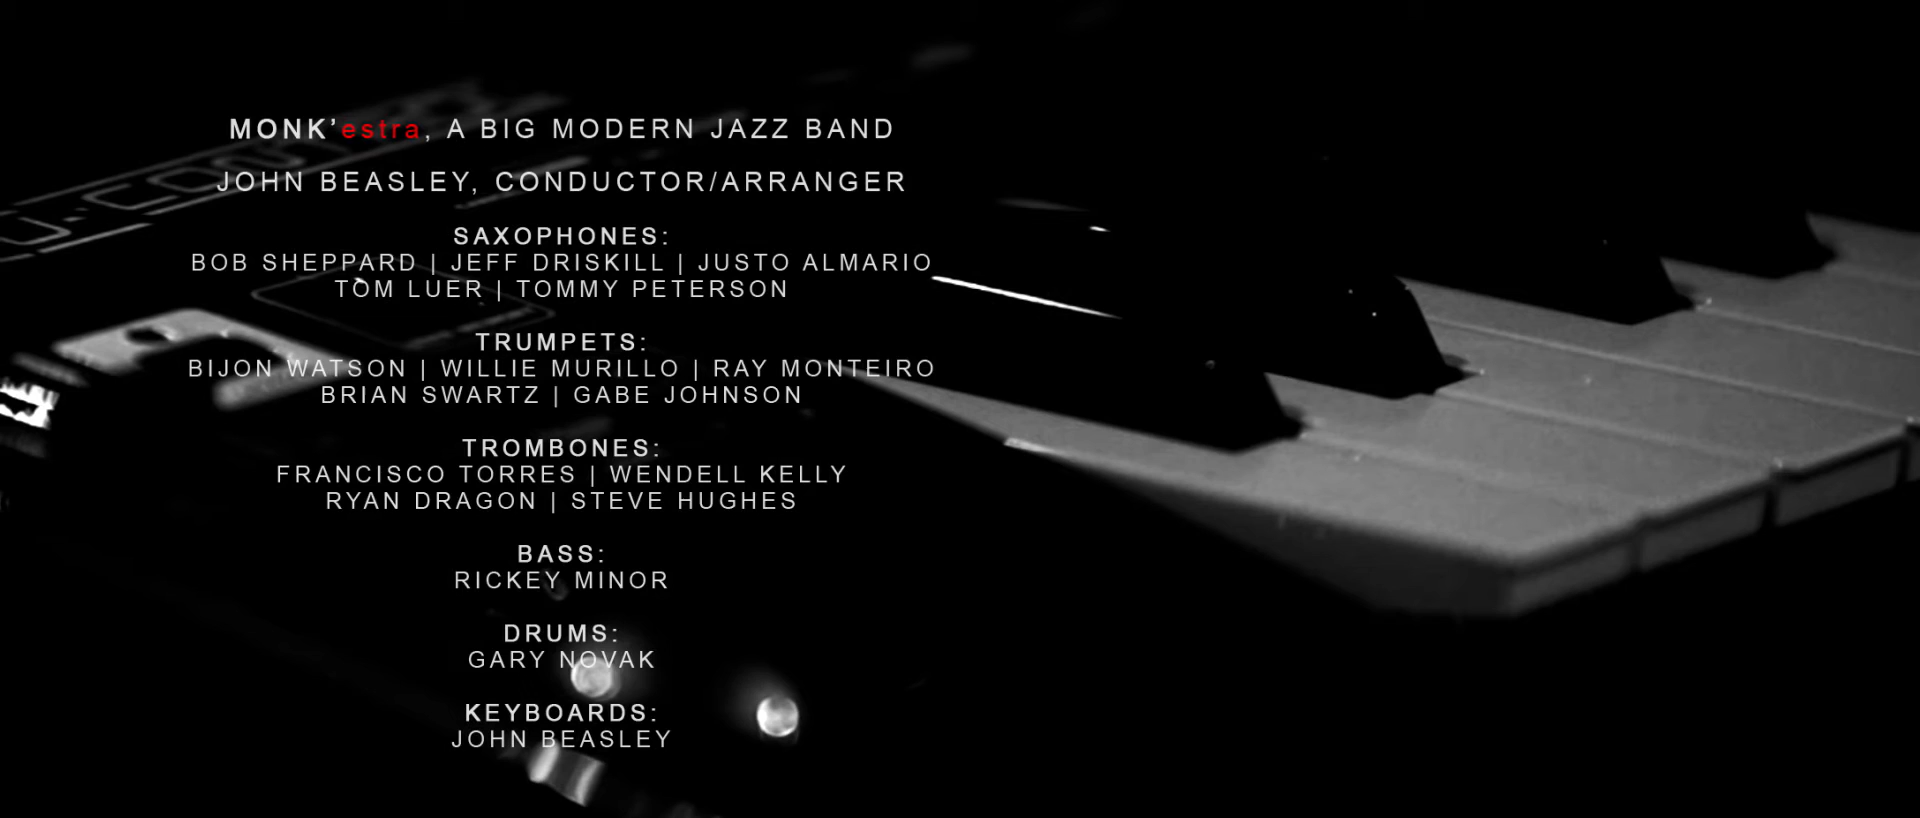 MONK’estra, A BIG MODERN JAZZ BAND
JOHN BEASLEY, CONDUCTOR/ARRANGER
SAXOPHONES:
BOB SHEPPARD | JEFF DRISKILL | JUSTO ALMARIO
TOM LUER | TOMMY PETERSON
TRUMPETS:
BIJON WATSON | WILLIE MURILLO | RAY MONTEIRO
BRIAN SWARTZ | GABE JOHNSON
TROMBONES:
FRANCISCO TORRES | WENDELL KELLY
RYAN DRAGON | STEVE HUGHES
BASS:
RICKEY MINOR
DRUMS:
GARY NOVAK
KEYBOARDS:
JOHN BEASLEY